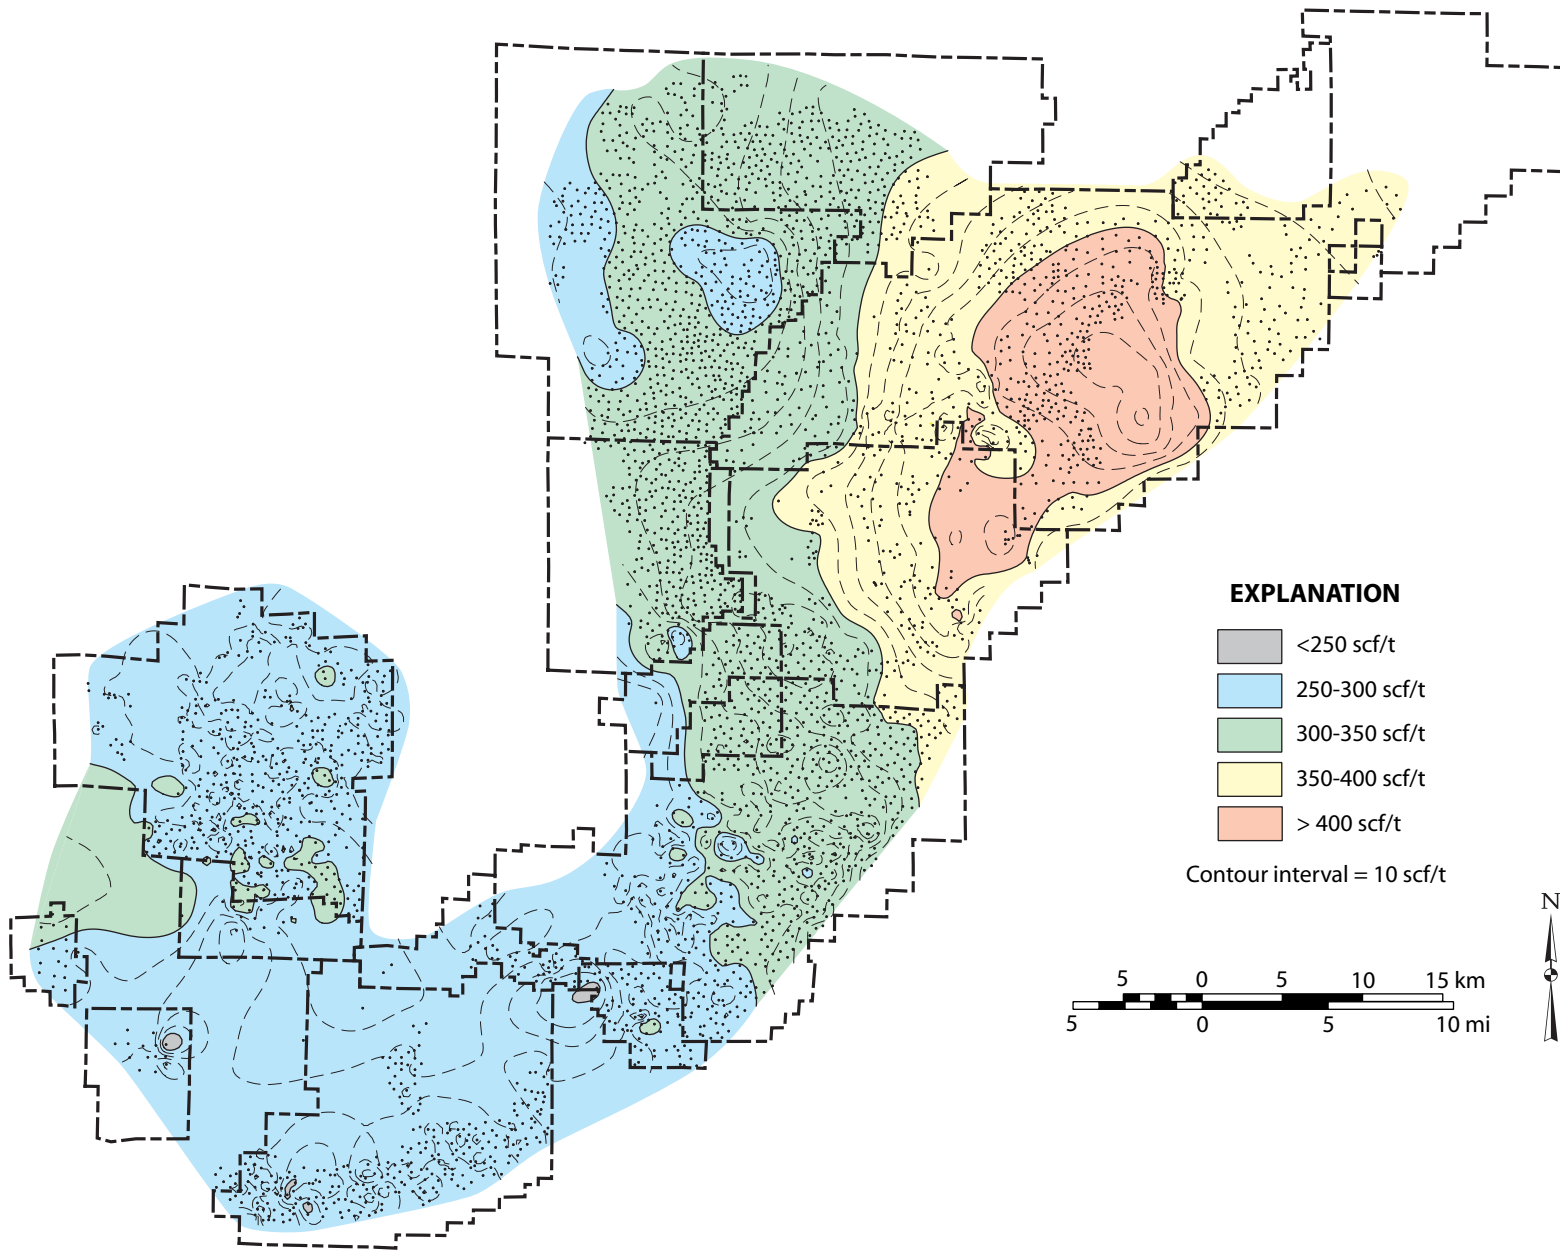 EXPLANATION
<250 scf/t
250-300 scf/t
300-350 scf/t
350-400 scf/t
> 400 scf/t
Contour interval = 10 scf/t
N
5 0 5 10 15 km
5 0 5 10 mi